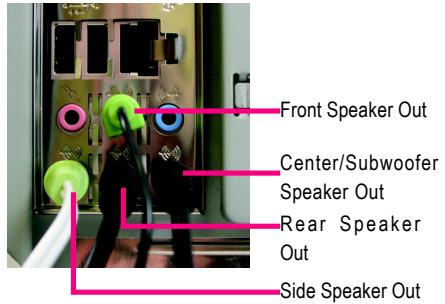 Front Speaker Out
Center/Subwoofer
Speaker Out
Rear Speaker
Out
Side Speaker Out